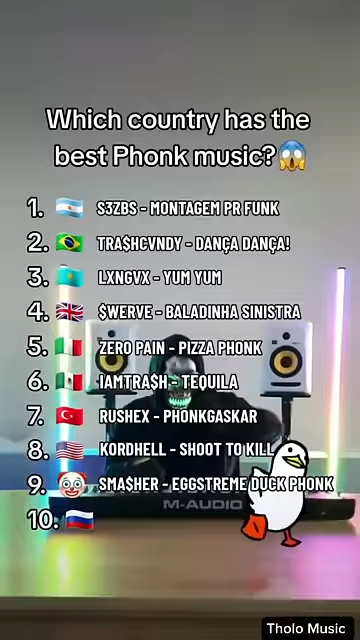 Which country has the
best Phonk music?😱
1. 🇦🇷 S3ZBS - MONTAGEM PR FUNK
2. 🇧🇷 TRA$HCVNDY - DANÇA DANÇA!
3. 🇰🇿 LXNGVX - YUM YUM
4. 🇬🇧 $WERVE - BALADINHA SINISTRA
5. 🇮🇹 ZERO PAIN - PIZZA PHONK
6. 🇲🇽 IAMTRA$H - TEQUILA
7. 🇹🇷 RUSHEX - PHONKGASKAR
8. 🇺🇸 KORDHELL - SHOOT TO KILL
9. 🤡 SMA$HER - EGGSTREME DUCK PHONK
10. 🇷🇺
M-AUDIO
Tholo Music